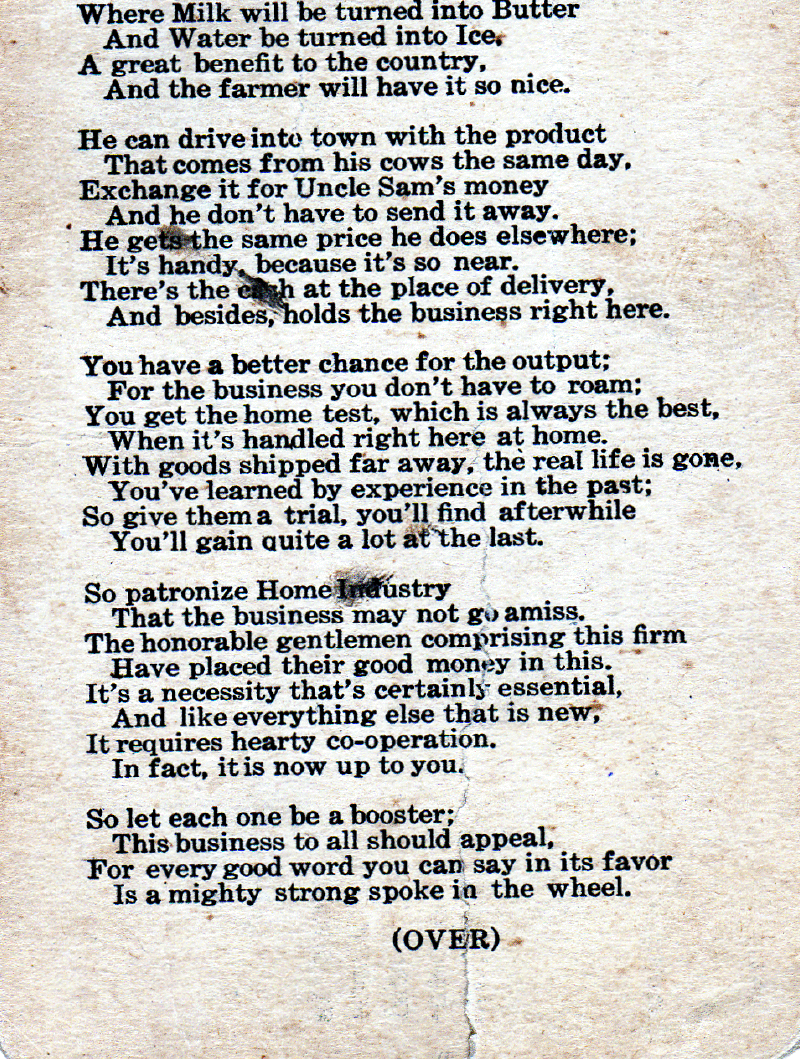 Where Milk will be turned into Butter
And Water be turned into Ice,
A great benefit to the country,
And the farmer will have it so nice.
He can drive into town with the product
That comes from his cows the same day,
Exchange it for Uncle Sam's money
And he don't have to send it away.
He gets the same price he does elsewhere;
It's handy, because it's so near.
There's the cash at the place of delivery,
And besides, holds the business right here.
You have a better chance for the output;
For the business you don't have to roam;
You get the home test, which is always the best,
When it's handled right here at home.
With goods shipped far away, the real life is gone,
You've learned by experience in the past;
So give them a trial, you'll find afterwhile
You'll gain quite a lot at the last.
So patronize Home Industry
That the business may not go amiss.
The honorable gentlemen comprising this firm
Have placed their good money in this.
It's a necessity that's certainly essential,
And like everything else that is new,
It requires hearty co-operation.
In fact, it is now up to you.
So let each one be a booster;
This business to all should appeal,
For every good word you can say in its favor
Is a mighty strong spoke in the wheel.
(OVER)